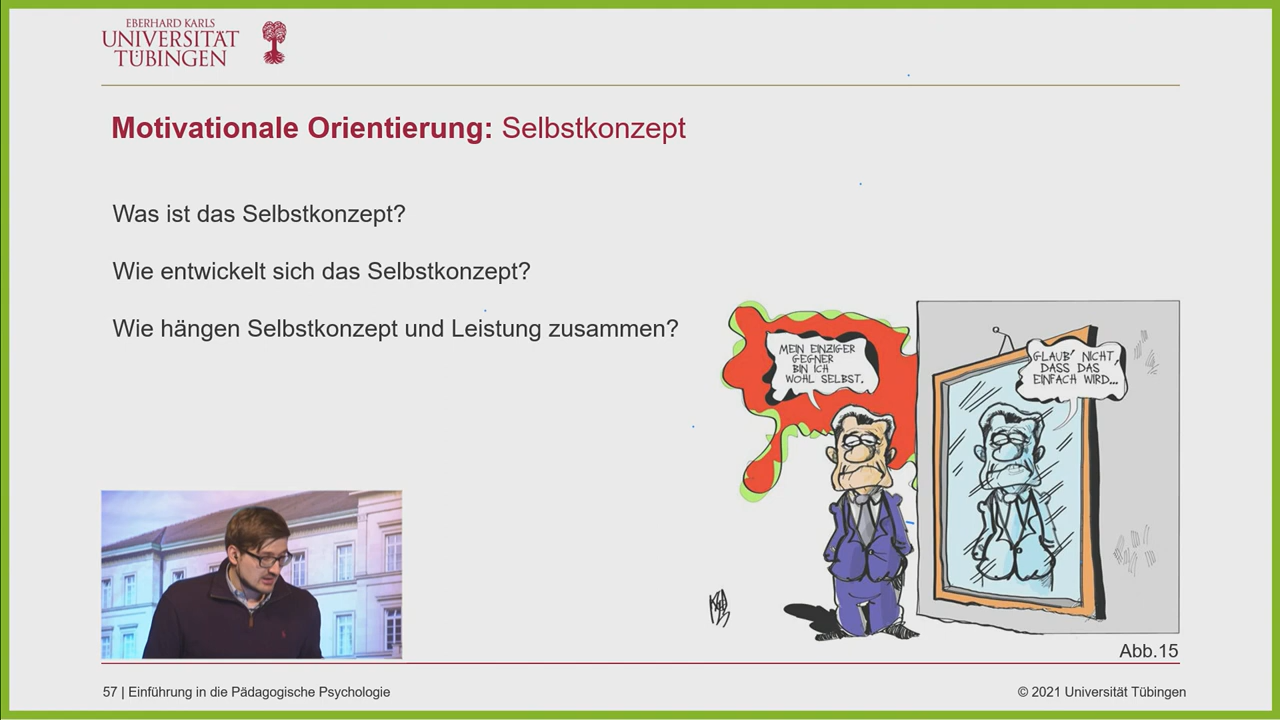 EBERHARD KARLS
UNIVERSITÄT
TÜBINGEN
Motivationale Orientierung: Selbstkonzept
Was ist das Selbstkonzept?
Wie entwickelt sich das Selbstkonzept?
Wie hängen Selbstkonzept und Leistung zusammen?
MEIN EINZIGER
GEGNER
BIN ICH
WOHL SELBST.
GLAUB' NICHT,
DASS DAS
EINFACH WIRD...
Abb.15
57 | Einführung in die Pädagogische Psychologie
© 2021 Universität Tübingen